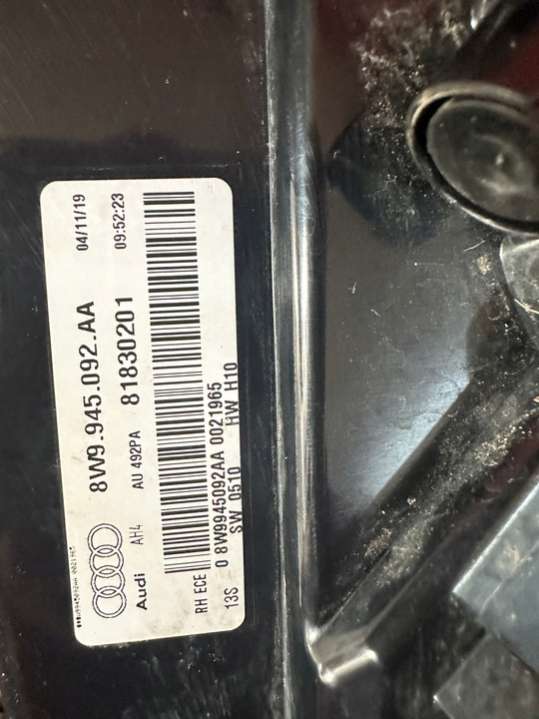 8W9.945.092.AA 04/11/19
Audi AH4 AU 492PA 81830201 09:52:23
RH ECE
13S 0 8W9945092AA 0021965
SW 0510 HW H10